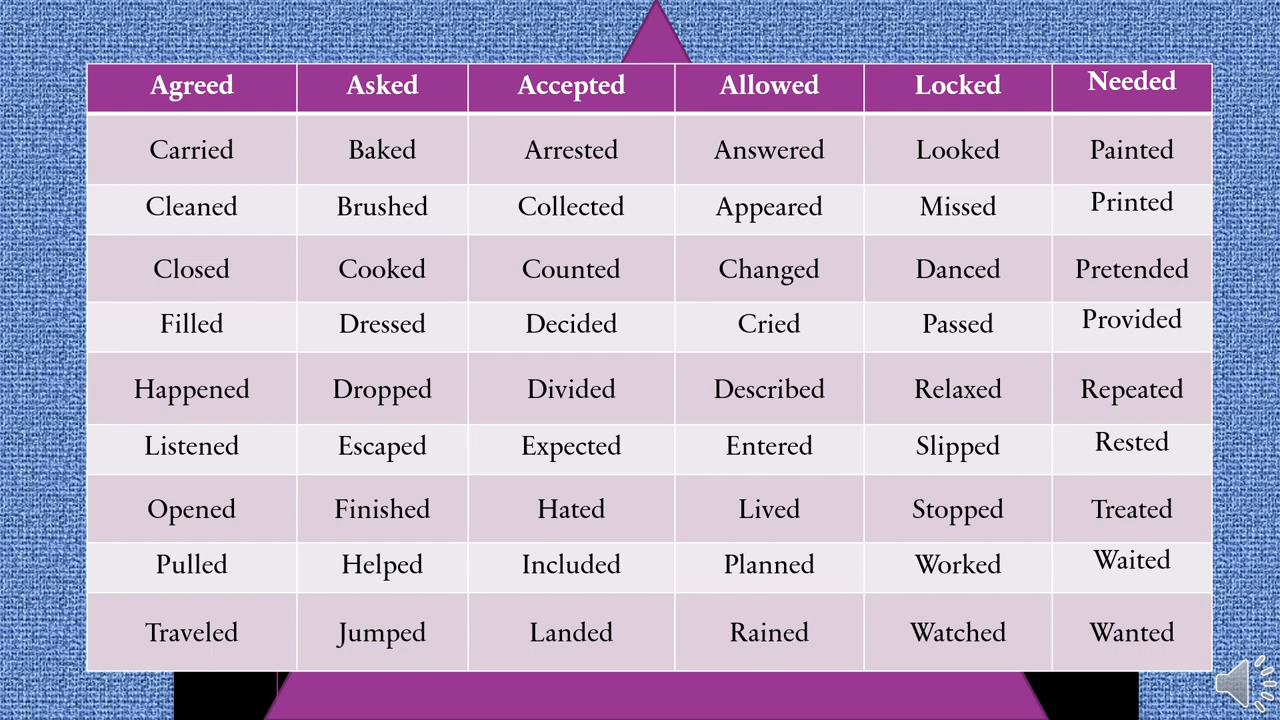 Agreed Asked Accepted Allowed Locked Needed
Carried Baked Arrested Answered Looked Painted
Cleaned Brushed Collected Appeared Missed Printed
Closed Cooked Counted Changed Danced Pretended
Filled Dressed Decided Cried Passed Provided
Happened Dropped Divided Described Relaxed Repeated
Listened Escaped Expected Entered Slipped Rested
Opened Finished Hated Lived Stopped Treated
Pulled Helped Included Planned Worked Waited
Traveled Jumped Landed Rained Watched Wanted